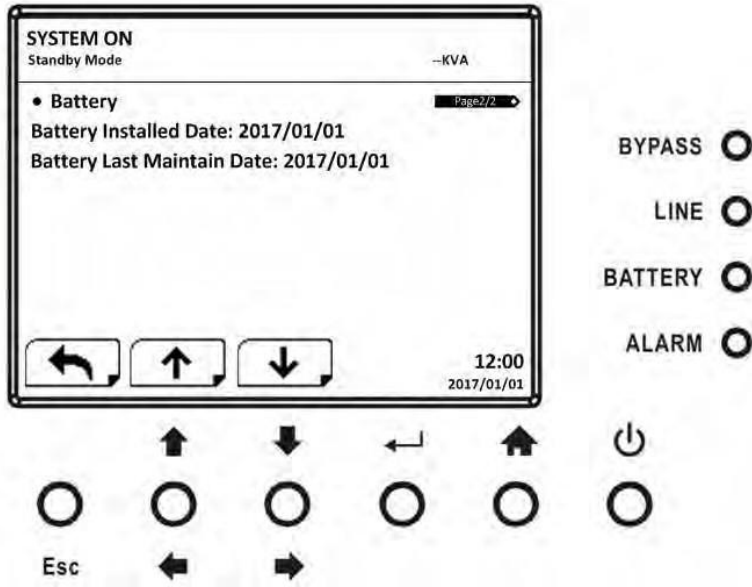 SYSTEM ON
Standby Mode --KVA
• Battery Page2/2
Battery Installed Date: 2017/01/01
Battery Last Maintain Date: 2017/01/01
12:00
2017/01/01
BYPASS
LINE
BATTERY
ALARM
Esc